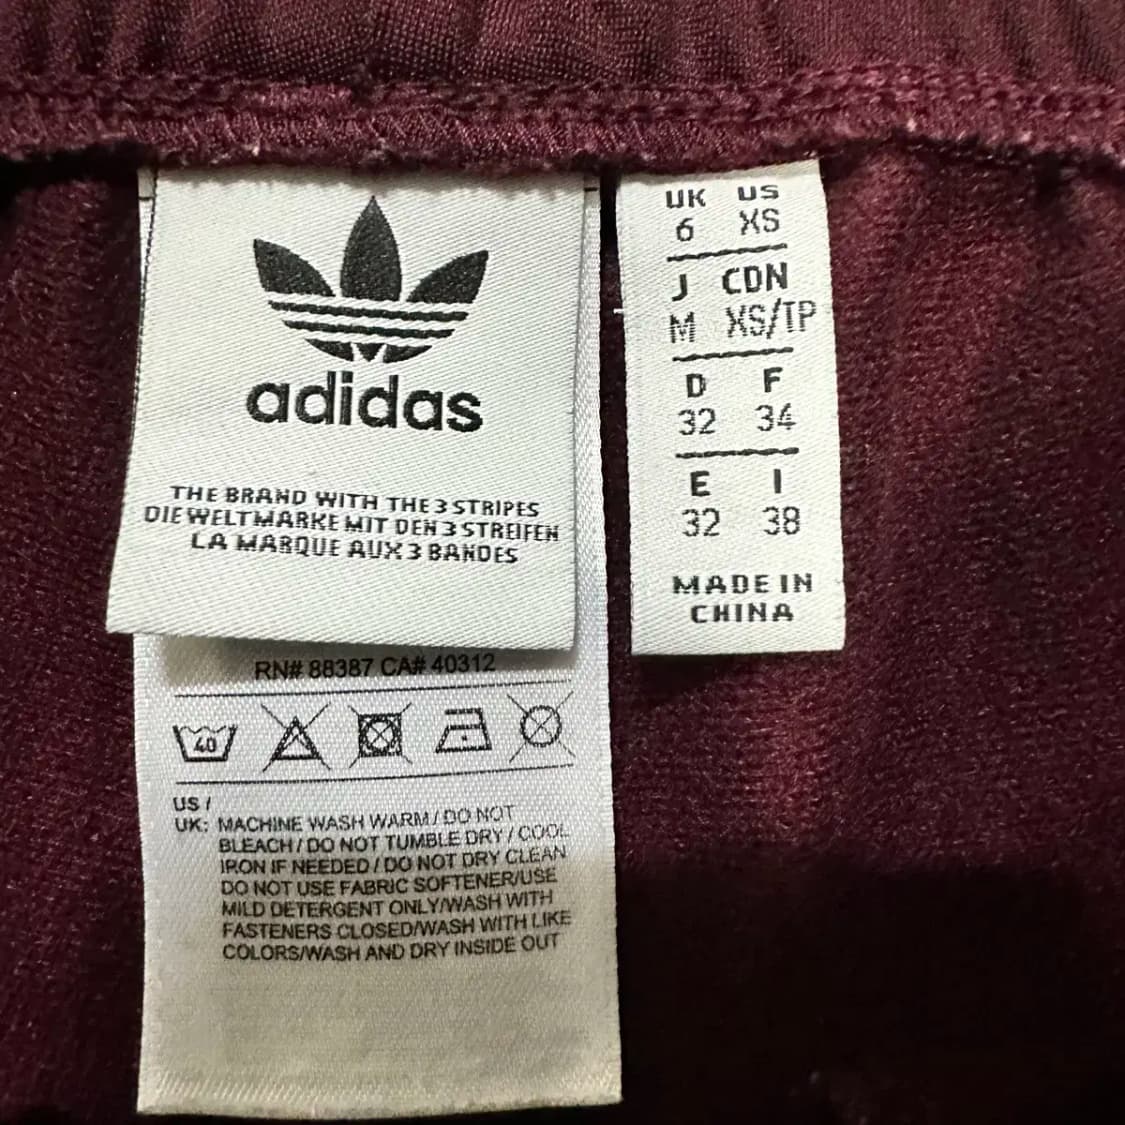 adidas
THE BRAND WITH THE 3 STRIPES
DIE WELTMARKE MIT DEN 3 STREIFEN
LA MARQUE AUX 3 BANDES
RN# 88387 CA# 40312
40
US /
UK: MACHINE WASH WARM / DO NOT
BLEACH / DO NOT TUMBLE DRY / COOL
IRON IF NEEDED / DO NOT DRY CLEAN
DO NOT USE FABRIC SOFTENER/USE
MILD DETERGENT ONLY/WASH WITH
FASTENERS CLOSED/WASH WITH LIKE
COLORS/WASH AND DRY INSIDE OUT
UK US
6 XS
J CDN
M XS/TP
D F
32 34
E I
32 38
MADE IN
CHINA